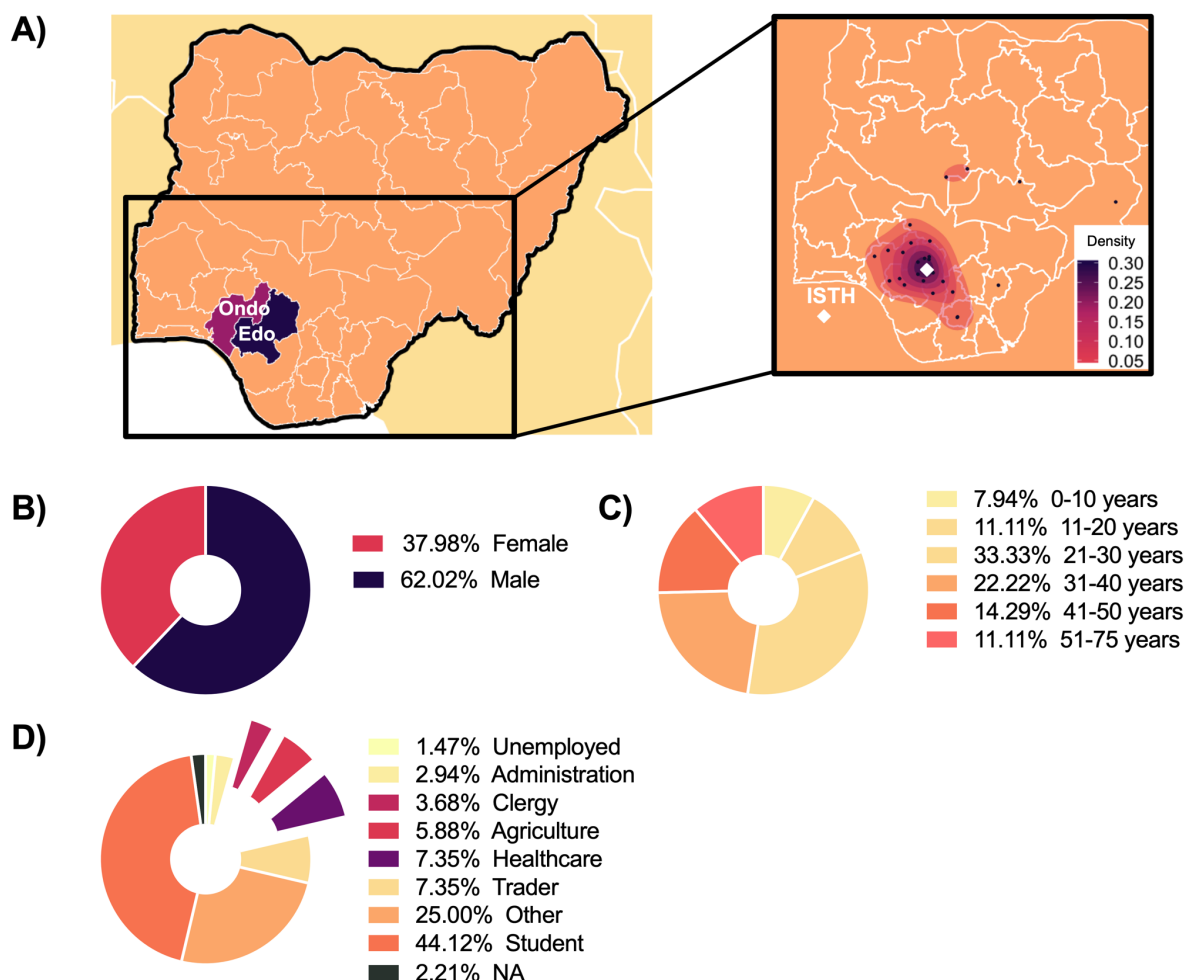 A)
Ondo
Edo
ISTH
Density
0.30
0.25
0.20
0.15
0.10
0.05
B)
37.98% Female
62.02% Male
C)
7.94% 0-10 years
11.11% 11-20 years
33.33% 21-30 years
22.22% 31-40 years
14.29% 41-50 years
11.11% 51-75 years
D)
1.47% Unemployed
2.94% Administration
3.68% Clergy
5.88% Agriculture
7.35% Healthcare
7.35% Trader
25.00% Other
44.12% Student
2.21% NA